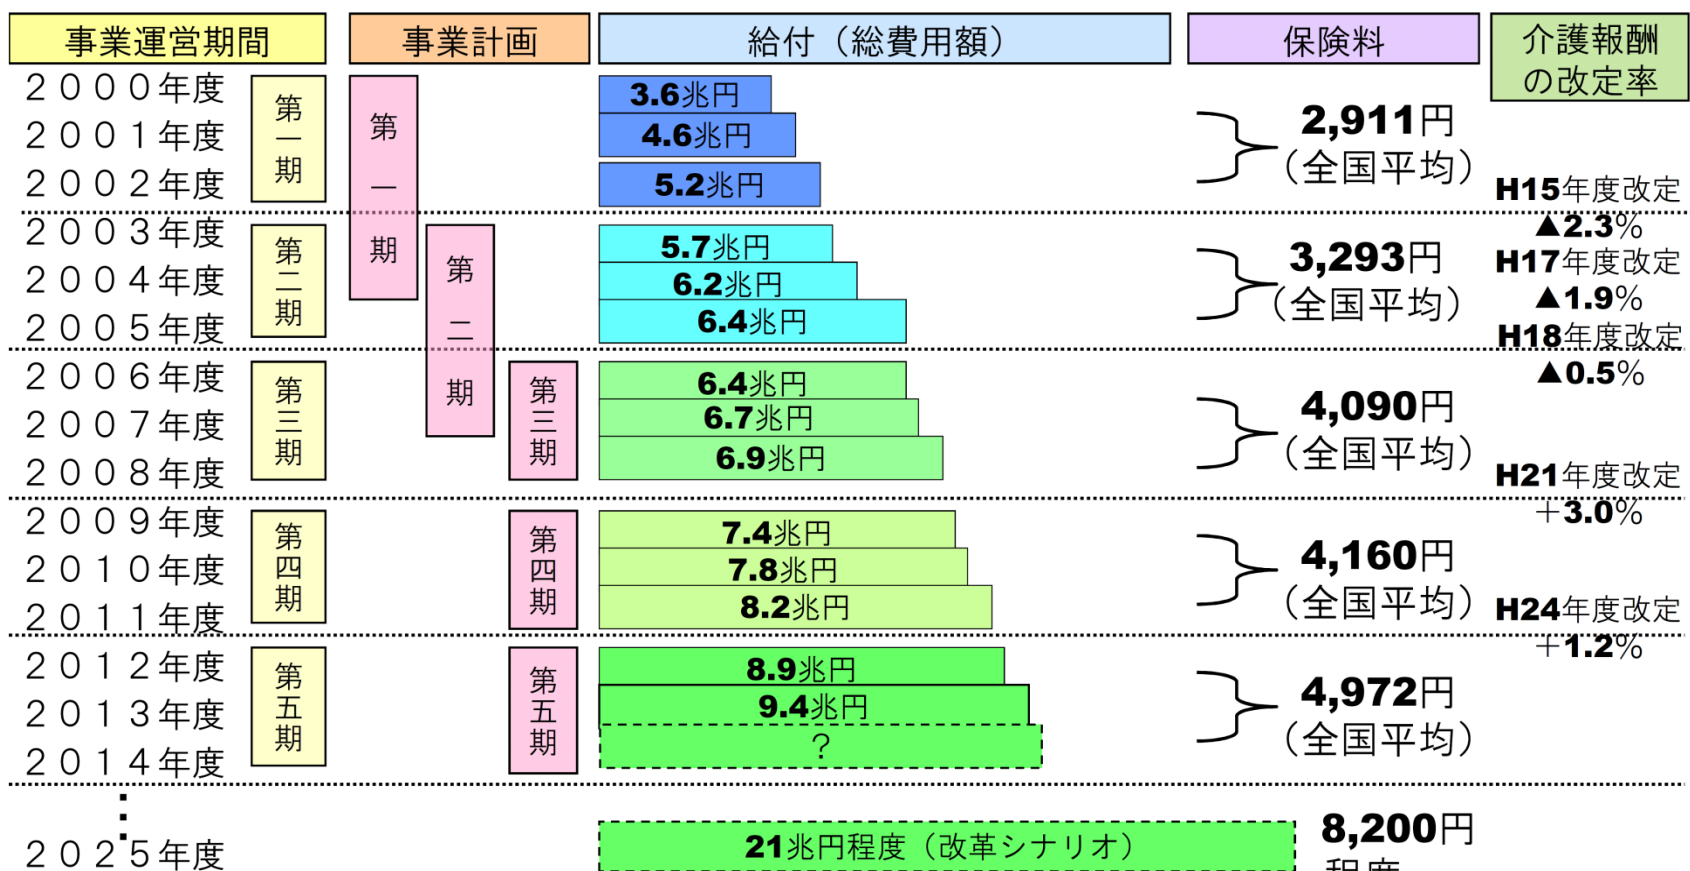 事業運営期間
事業計画
給付（総費用額）
保険料
介護報酬
の改定率
２０００年度
２００１年度
２００２年度
第一期
第一期
3.6兆円
4.6兆円
5.2兆円
2,911円
（全国平均）
H15年度改定
▲2.3%
２００３年度
２００４年度
２００５年度
第二期
第二期
5.7兆円
6.2兆円
6.4兆円
3,293円
（全国平均）
H17年度改定
▲1.9%
H18年度改定
▲0.5%
２００６年度
２００７年度
２００８年度
第三期
第三期
6.4兆円
6.7兆円
6.9兆円
4,090円
（全国平均）
H21年度改定
＋3.0%
２００９年度
２０１０年度
２０１１年度
第四期
第四期
7.4兆円
7.8兆円
8.2兆円
4,160円
（全国平均）
H24年度改定
＋1.2%
２０１２年度
２０１３年度
２０１４年度
第五期
第五期
8.9兆円
9.4兆円
？
4,972円
（全国平均）
２０２５年度
21兆円程度（改革シナリオ）
8,200円
程度